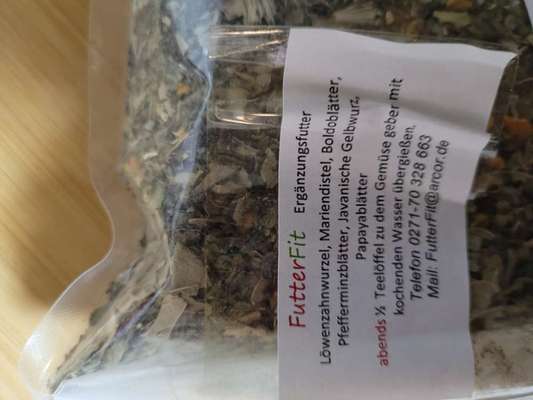 FutterFit Ergänzungsfutter
Löwenzahnwurzel, Mariendistel, Boldoblätter,
Pfefferminzblätter, Javanische Gelbwurz,
Papayablätter
abends ½ Teelöffel zu dem Gemüse geber mit
kochenden Wasser übergießen.
Telefon 0271-70 328 663
Mail: FutterFit@arcor.de